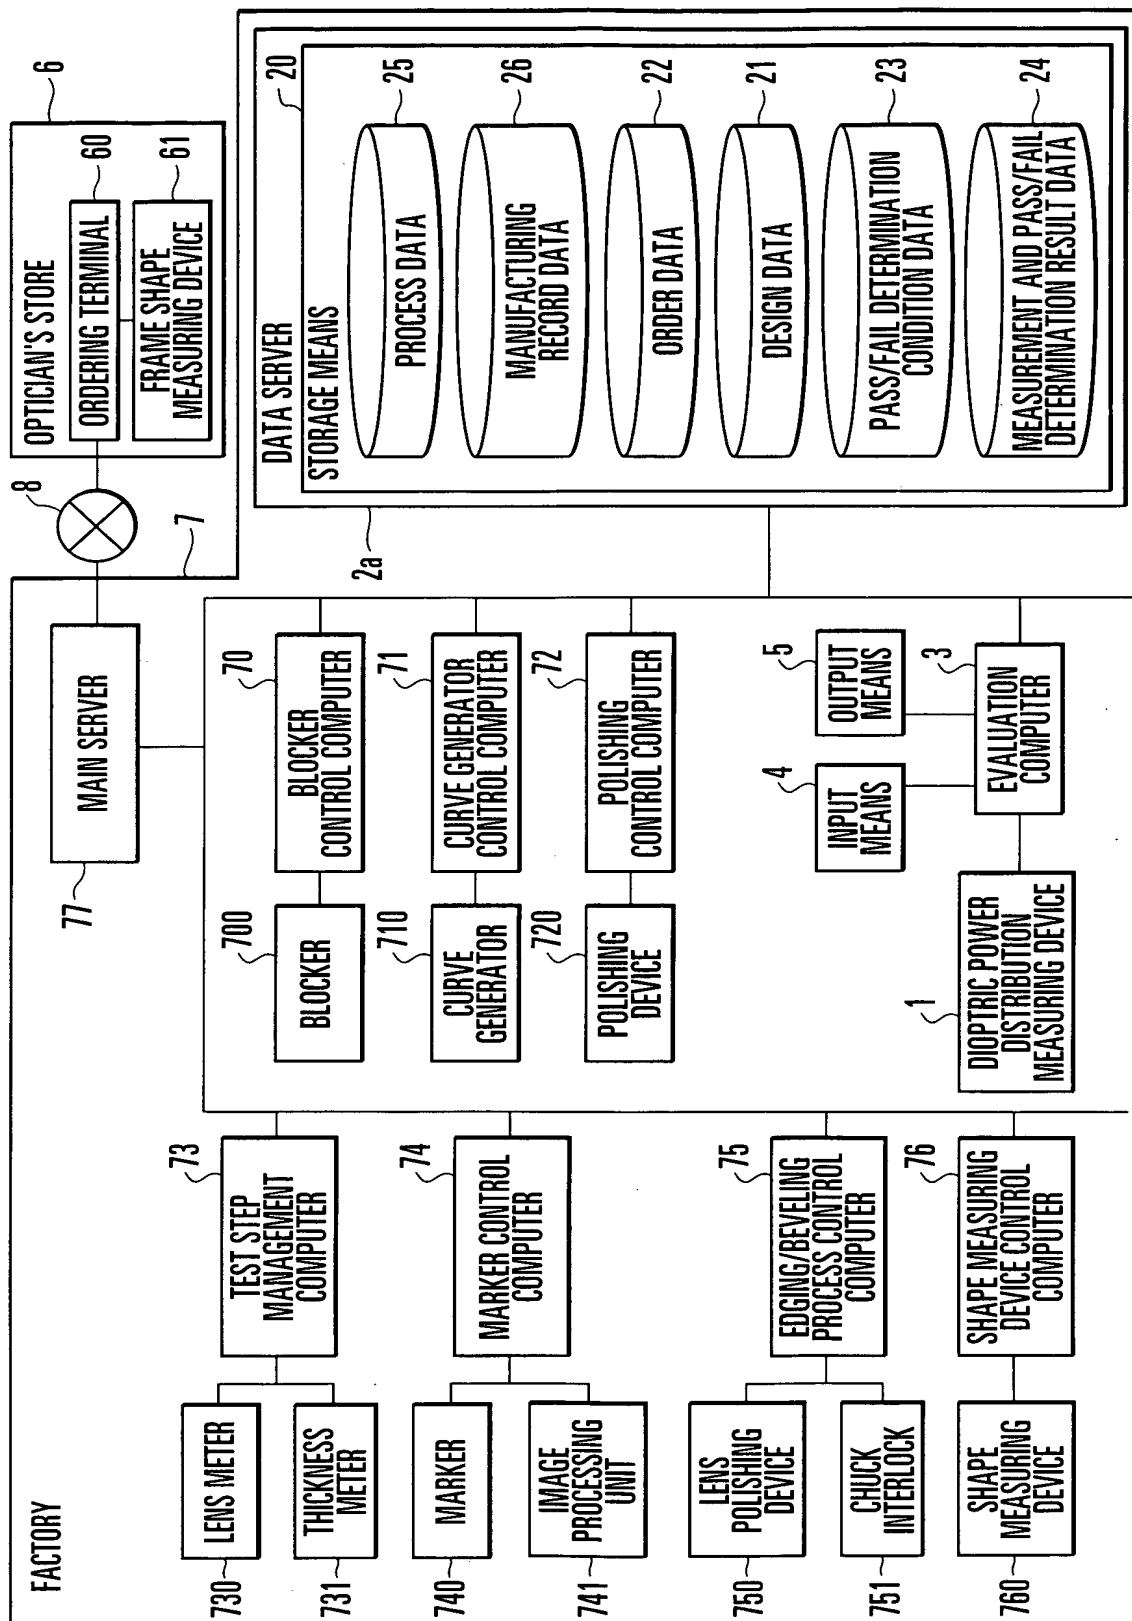 FACTORY
77
MAIN SERVER
7
8
OPTICIAN'S STORE
6
ORDERING TERMINAL
60
FRAME SHAPE
MEASURING DEVICE
61
730
LENS METER
731
THICKNESS
METER
73
TEST STEP
MANAGEMENT
COMPUTER
740
MARKER
741
IMAGE
PROCESSING
UNIT
74
MARKER CONTROL
COMPUTER
750
LENS
POLISHING
DEVICE
751
CHUCK
INTERLOCK
75
EDGING/BEVELING
PROCESS CONTROL
COMPUTER
760
SHAPE
MEASURING
DEVICE
76
SHAPE MEASURING
DEVICE CONTROL
COMPUTER
700
BLOCKER
70
BLOCKER
CONTROL COMPUTER
710
CURVE
GENERATOR
71
CURVE GENERATOR
CONTROL COMPUTER
720
POLISHING
DEVICE
72
POLISHING
CONTROL COMPUTER
4
INPUT
MEANS
5
OUTPUT
MEANS
1
DIOPTRIC POWER
DISTRIBUTION
MEASURING DEVICE
3
EVALUATION
COMPUTER
2a
DATA SERVER
STORAGE MEANS
20
PROCESS DATA
25
MANUFACTURING
RECORD DATA
26
ORDER DATA
22
DESIGN DATA
21
PASS/FAIL DETERMINATION
CONDITION DATA
23
MEASUREMENT AND PASS/FAIL
DETERMINATION RESULT DATA
24